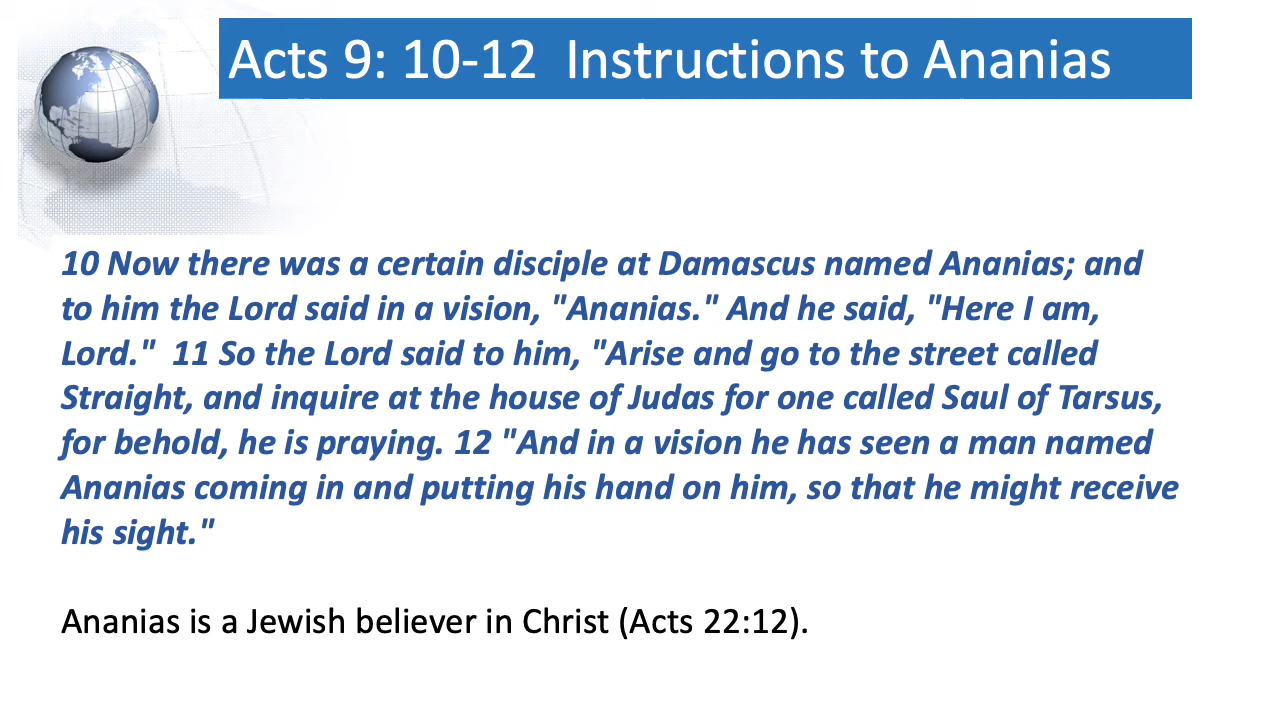 Acts 9: 10-12  Instructions to Ananias
10 Now there was a certain disciple at Damascus named Ananias; and
to him the Lord said in a vision, "Ananias." And he said, "Here I am,
Lord."  11 So the Lord said to him, "Arise and go to the street called
Straight, and inquire at the house of Judas for one called Saul of Tarsus,
for behold, he is praying. 12 "And in a vision he has seen a man named
Ananias coming in and putting his hand on him, so that he might receive
his sight."
Ananias is a Jewish believer in Christ (Acts 22:12).